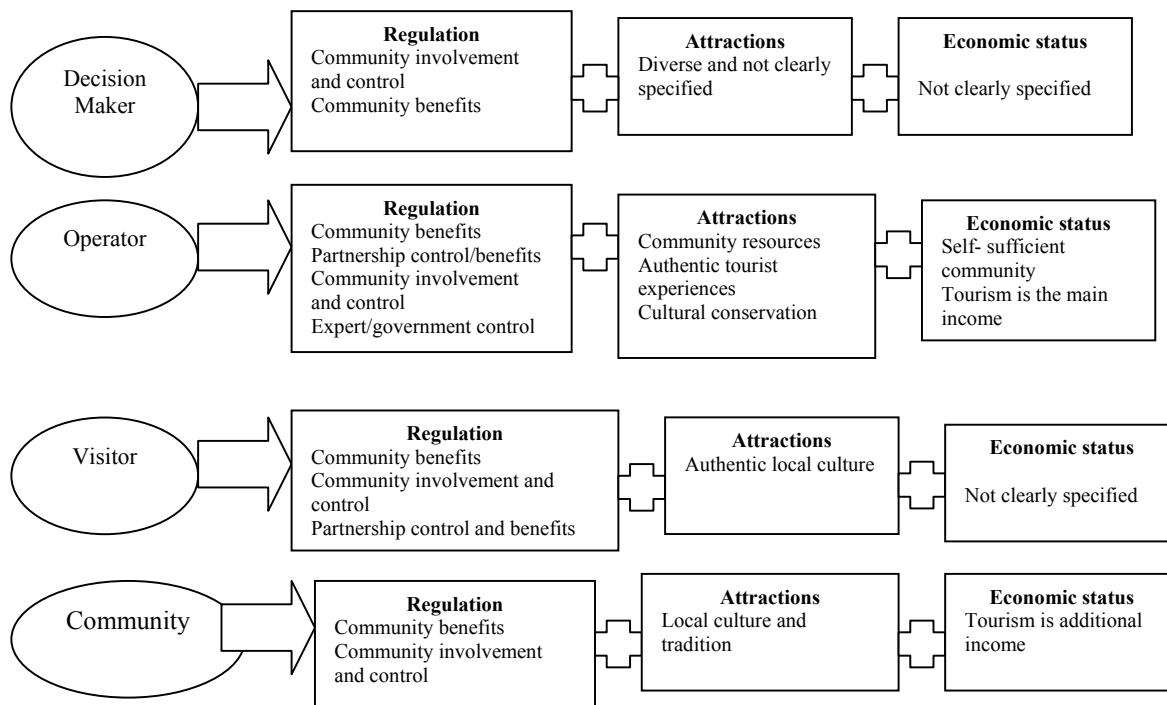 Decision
Maker
Regulation
Community involvement
and control
Community benefits
Attractions
Diverse and not clearly
specified
Economic status
Not clearly specified
Operator
Regulation
Community benefits
Partnership control/benefits
Community involvement
and control
Expert/government control
Attractions
Community resources
Authentic tourist
experiences
Cultural conservation
Economic status
Self- sufficient
community
Tourism is the main
income
Visitor
Regulation
Community benefits
Community involvement and
control
Partnership control and benefits
Attractions
Authentic local culture
Economic status
Not clearly specified
Community
Regulation
Community benefits
Community involvement
and control
Attractions
Local culture and
tradition
Economic status
Tourism is additional
income